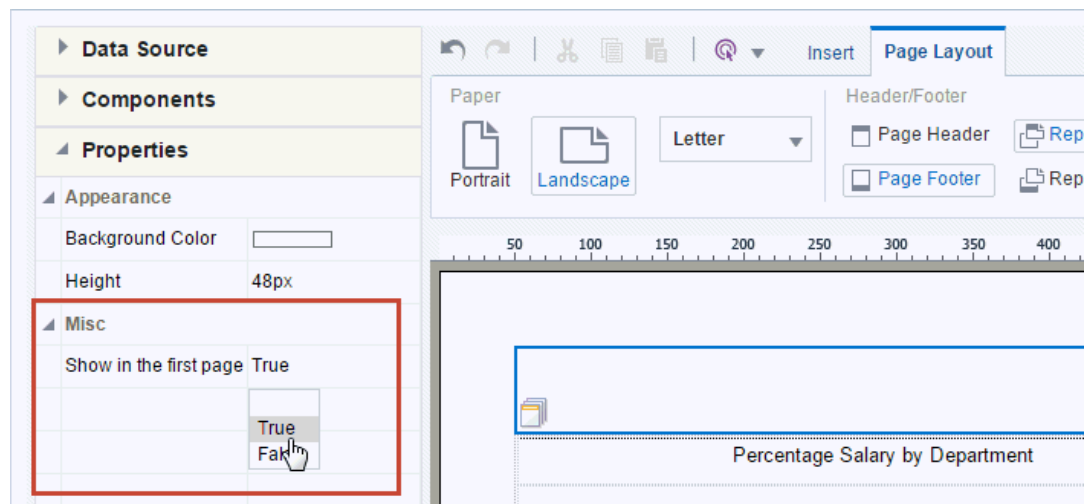 Data Source
Components
Properties
Appearance
Background Color
Height 48px
Misc
Show in the first page True
True
Insert Page Layout
Paper
Portrait
Landscape
Letter
Header/Footer
Page Header
Page Footer
50 100 150 200 250 300 350 400
Percentage Salary by Department